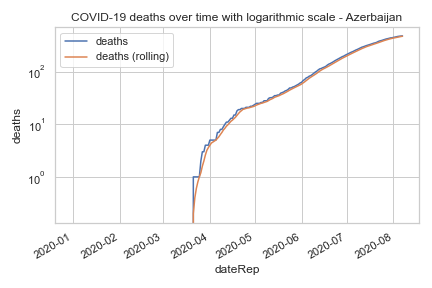 COVID-19 deaths over time with logarithmic scale - Azerbaijan
deaths
deaths (rolling)
10²
10¹
10⁰
deaths
2020-01
2020-02
2020-03
2020-04
2020-05
2020-06
2020-07
2020-08
dateRep